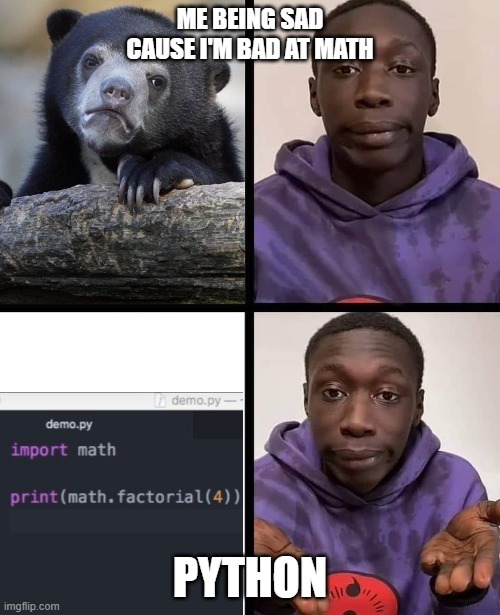 ME BEING SAD
CAUSE I'M BAD AT MATH
demo.py —
demo.py
import math
print(math.factorial(4))
PYTHON
imgflip.com